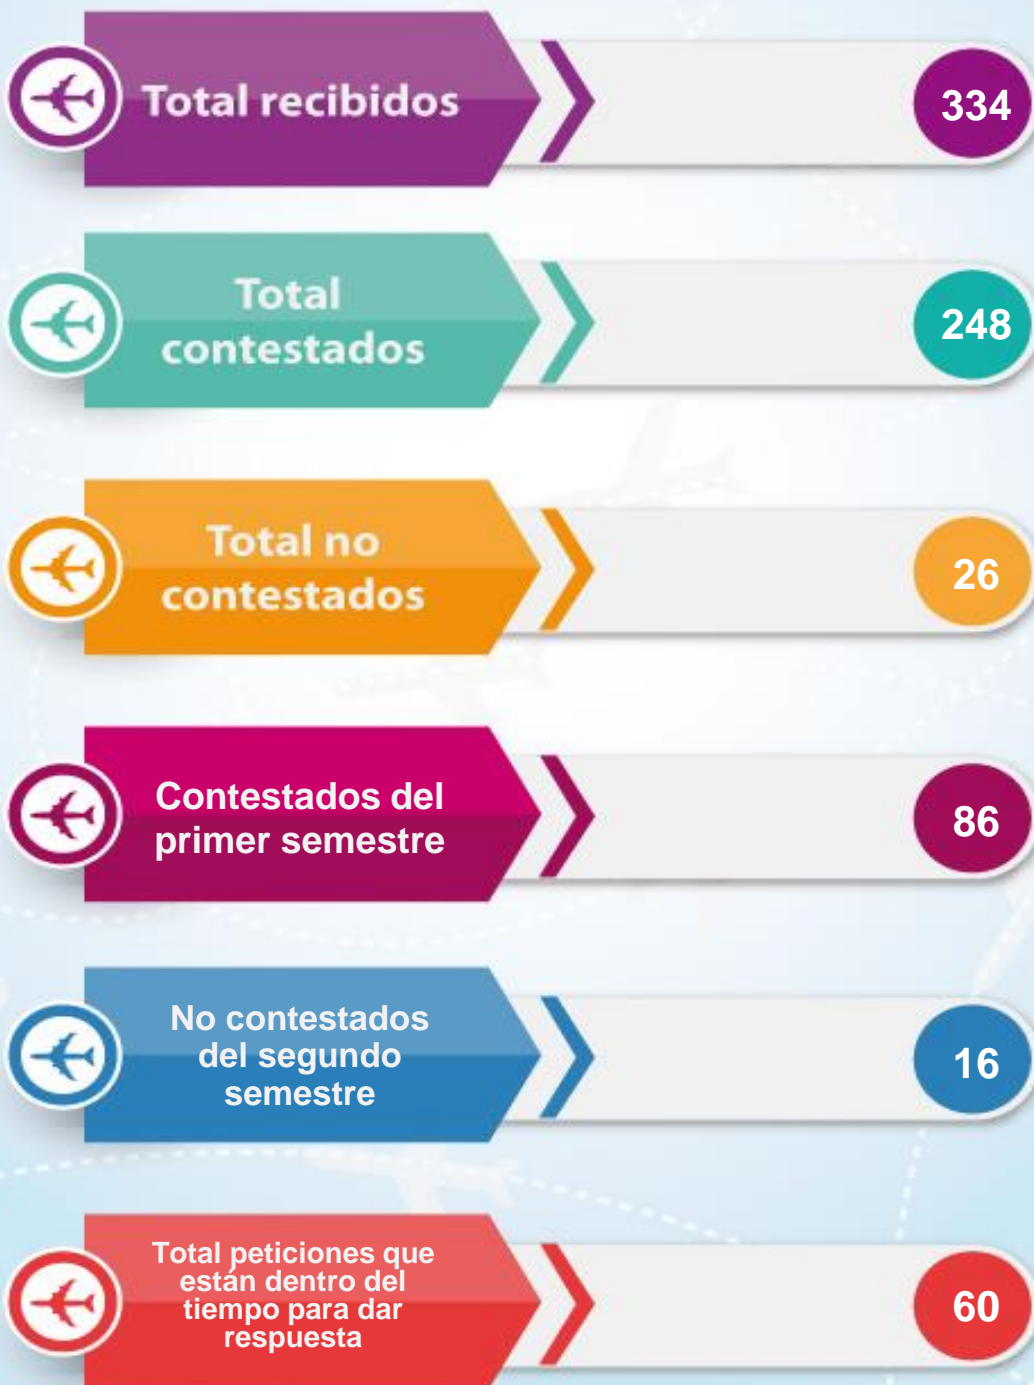 Total recibidos
334
Total
contestados
248
Total no
contestados
26
Contestados del
primer semestre
86
No contestados
del segundo
semestre
16
Total peticiones que
están dentro del
tiempo para dar
respuesta
60